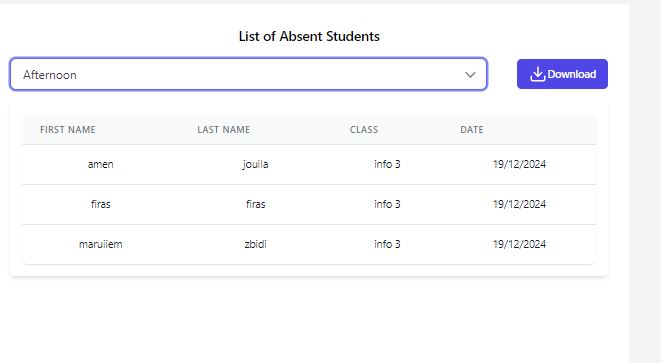 List of Absent Students
Afternoon
Download
FIRST NAME LAST NAME CLASS DATE
amen jouila info 3 19/12/2024
firas firas info 3 19/12/2024
maruiiem zbidi info 3 19/12/2024